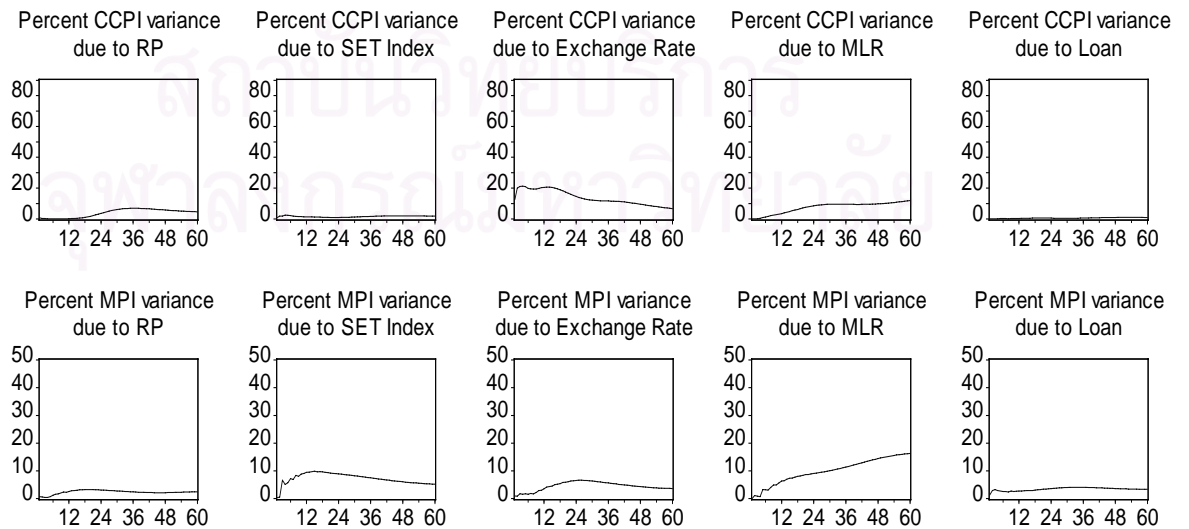 Percent CCPI variance
due to RP
Percent CCPI variance
due to SET Index
Percent CCPI variance
due to Exchange Rate
Percent CCPI variance
due to MLR
Percent CCPI variance
due to Loan
80
60
40
20
0
12 24 36 48 60
80
60
40
20
0
12 24 36 48 60
80
60
40
20
0
12 24 36 48 60
80
60
40
20
0
12 24 36 48 60
80
60
40
20
0
12 24 36 48 60
สถาบันวิทยบริการ
จุฬาลงกรณ์มหาวิทยาลัย
Percent MPI variance
due to RP
Percent MPI variance
due to SET Index
Percent MPI variance
due to Exchange Rate
Percent MPI variance
due to MLR
Percent MPI variance
due to Loan
50
40
30
20
10
0
12 24 36 48 60
50
40
30
20
10
0
12 24 36 48 60
50
40
30
20
10
0
12 24 36 48 60
50
40
30
20
10
0
12 24 36 48 60
50
40
30
20
10
0
12 24 36 48 60